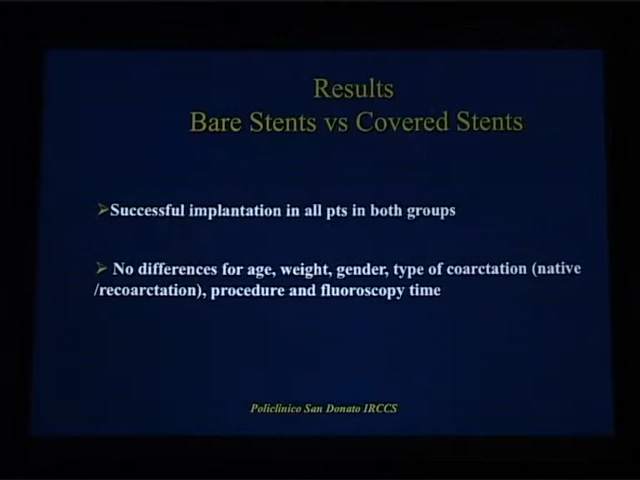 Results
Bare Stents vs Covered Stents
➢Successful implantation in all pts in both groups
➢ No differences for age, weight, gender, type of coarctation (native
/recoarctation), procedure and fluoroscopy time
Policlinico San Donato IRCCS